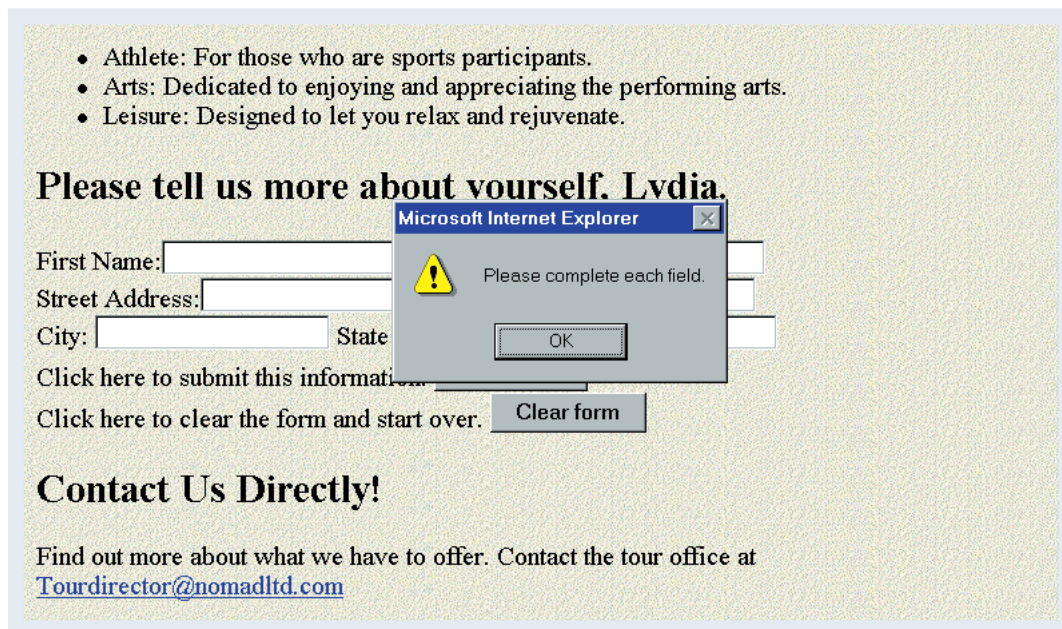 Athlete: For those who are sports participants.
Arts: Dedicated to enjoying and appreciating the performing arts.
Leisure: Designed to let you relax and rejuvenate.
Please tell us more about yourself, Lydia.
Microsoft Internet Explorer
Please complete each field.
OK
First Name:
Street Address:
City: State
Click here to submit this information.
Click here to clear the form and start over. Clear form
Contact Us Directly!
Find out more about what we have to offer. Contact the tour office at
Tourdirector@nomadltd.com